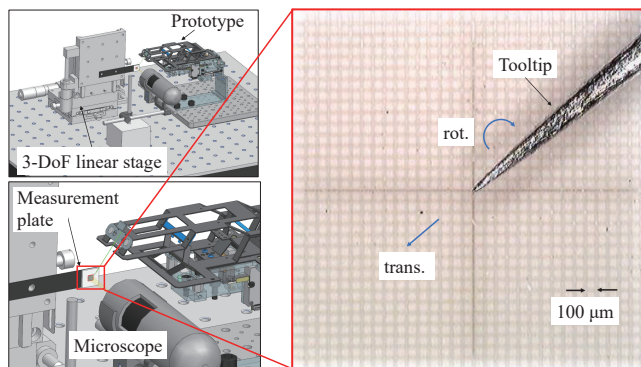 Prototype
3-DoF linear stage
Measurement
plate
Microscope
Tooltip
rot.
trans.
100 μm